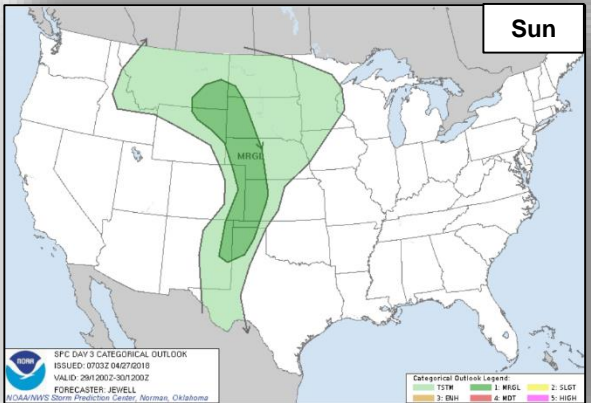 Sun
MRGL
NOAA
SPC DAY 3 CATEGORICAL OUTLOOK
ISSUED: 0703Z 04/27/2018
VALID: 29/1200Z-30/1200Z
FORECASTER: JEWELL
NOAA/NWS Storm Prediction Center, Norman, Oklahoma
Categorical Outlook Legend:
TSTM 1: MRGL 2: SLGT
3: ENH 4: MDT 5: HIGH